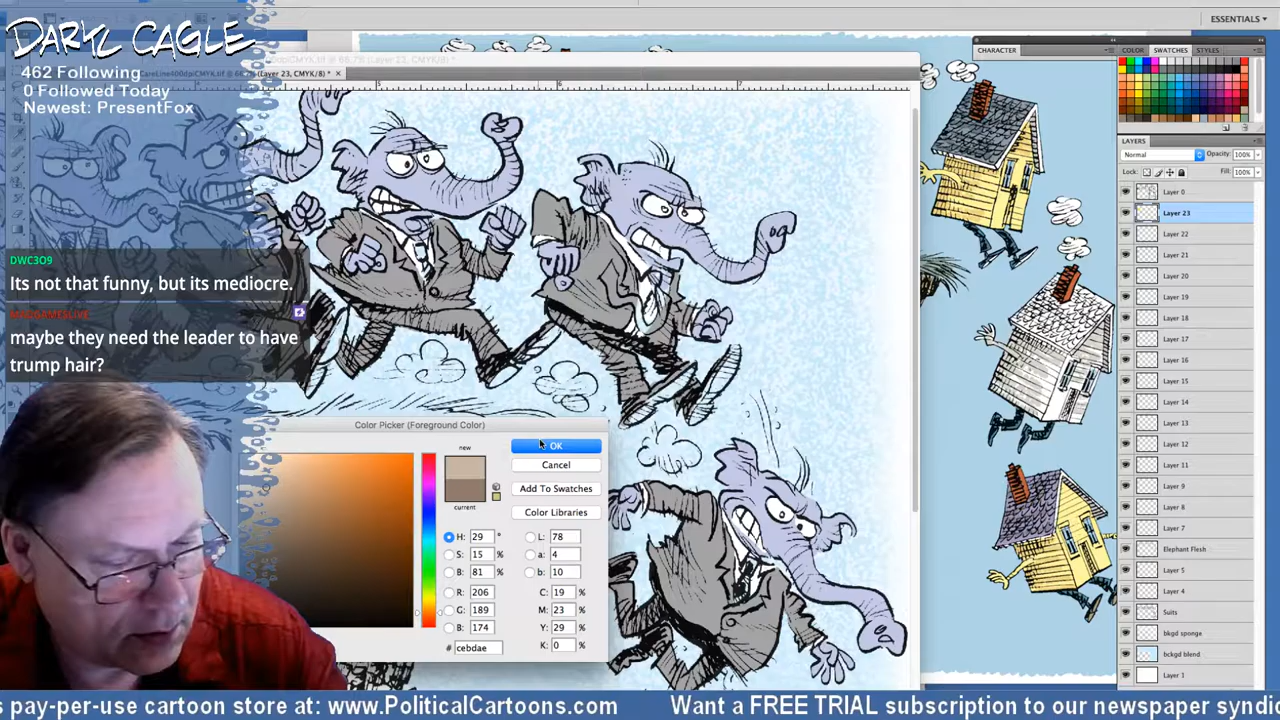 DARYL CAGLE
462 Following
0 Followed Today
Newest: PresentFox
DWC309
Its not that funny, but its mediocre.
maybe they need the leader to have
trump hair?
(Layer 23, CMYK/8) *
ESSENTIALS
CHARACTER
COLOR
SWATCHES
STYLES
LAYERS
Normal
Opacity: 100%
Lock:
Fill: 100%
Layer 0
Layer 23
Layer 22
Layer 21
Layer 20
Layer 19
Layer 18
Layer 17
Layer 16
Layer 15
Layer 14
Layer 13
Layer 12
Layer 11
Layer 9
Layer 8
Layer 7
Elephant Flesh
Layer 5
Layer 4
Suits
bkgd sponge
bckgd blend
Layer 1
Color Picker (Foreground Color)
new
current
OK
Cancel
Add To Swatches
Color Libraries
H: 29 °
S: 15 %
B: 81 %
R: 206
G: 189
B: 174
# cebdae
L: 78
a: 4
b: 10
C: 19 %
M: 23 %
Y: 29 %
K: 0 %
s pay-per-use cartoon store at: www.PoliticalCartoons.com
Want a FREE TRIAL subscription to our newspaper syndic